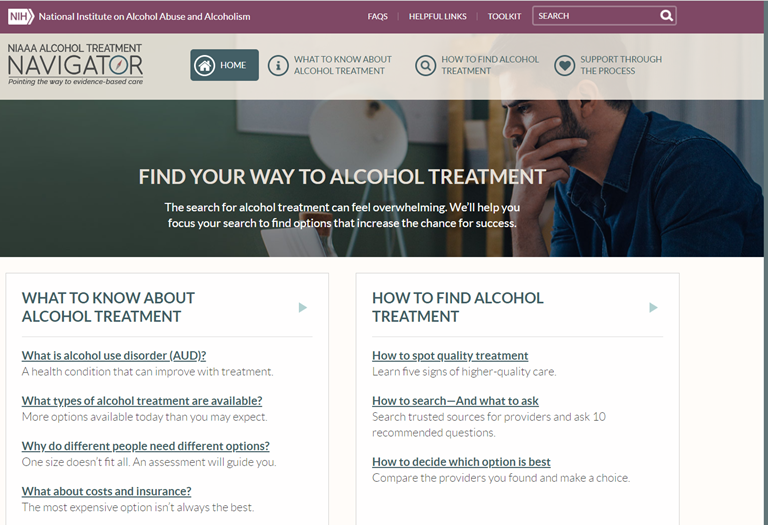 NIH National Institute on Alcohol Abuse and Alcoholism
FAQS
HELPFUL LINKS
TOOLKIT
SEARCH
NIAAA ALCOHOL TREATMENT
NAVIGATOR
Pointing the way to evidence-based care
HOME
WHAT TO KNOW ABOUT
ALCOHOL TREATMENT
HOW TO FIND ALCOHOL
TREATMENT
SUPPORT THROUGH
THE PROCESS
FIND YOUR WAY TO ALCOHOL TREATMENT
The search for alcohol treatment can feel overwhelming. We'll help you
focus your search to find options that increase the chance for success.
WHAT TO KNOW ABOUT
ALCOHOL TREATMENT
What is alcohol use disorder (AUD)?
A health condition that can improve with treatment.
What types of alcohol treatment are available?
More options available today than you may expect.
Why do different people need different options?
One size doesn't fit all. An assessment will guide you.
What about costs and insurance?
The most expensive option isn't always the best.
HOW TO FIND ALCOHOL
TREATMENT
How to spot quality treatment
Learn five signs of higher-quality care.
How to search—And what to ask
Search trusted sources for providers and ask 10
recommended questions.
How to decide which option is best
Compare the providers you found and make a choice.